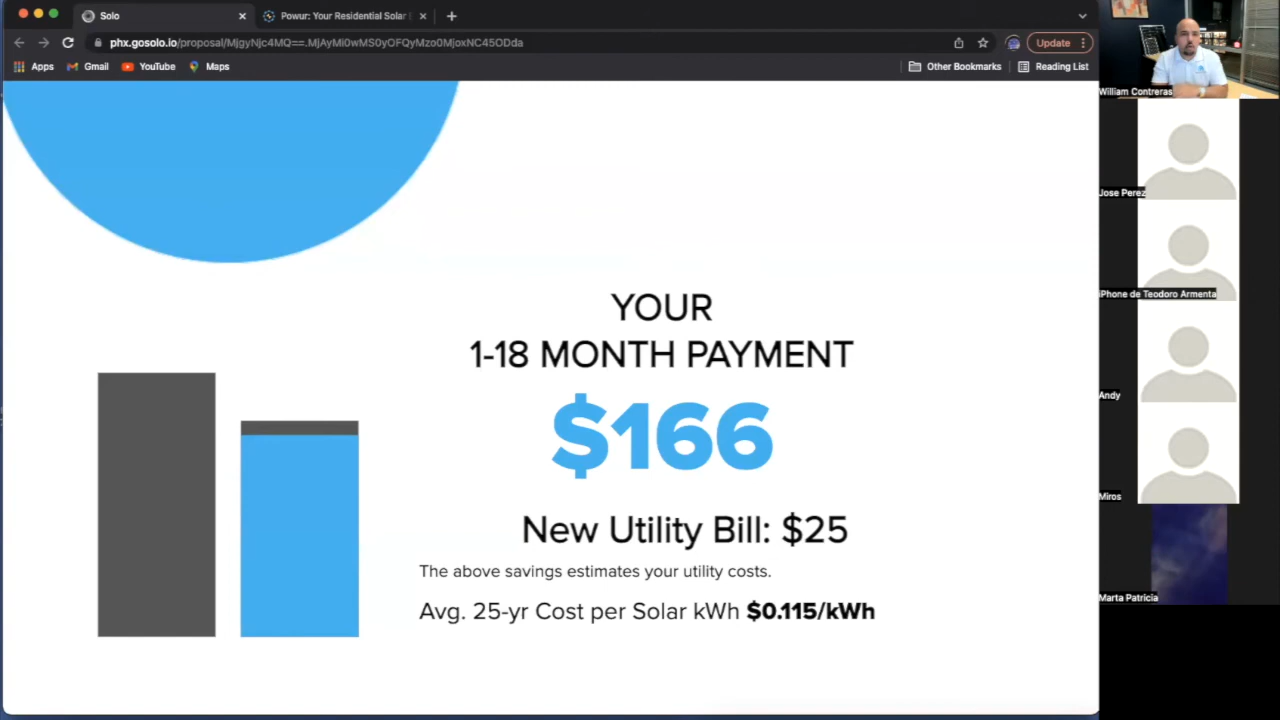 Solo
Powur: Your Residential Solar
phx.gosolo.io/proposal/MjgyNjc4MQ==.MjAyMi0wMS0yOFQyMzo0MjoxNC45ODda
Update
Apps
Gmail
YouTube
Maps
Other Bookmarks
Reading List
YOUR
1-18 MONTH PAYMENT
$166
New Utility Bill: $25
The above savings estimates your utility costs.
Avg. 25-yr Cost per Solar kWh $0.115/kWh
William Contreras
Jose Perez
iPhone de Teodoro Armenta
Andy
Miros
Marta Patricia